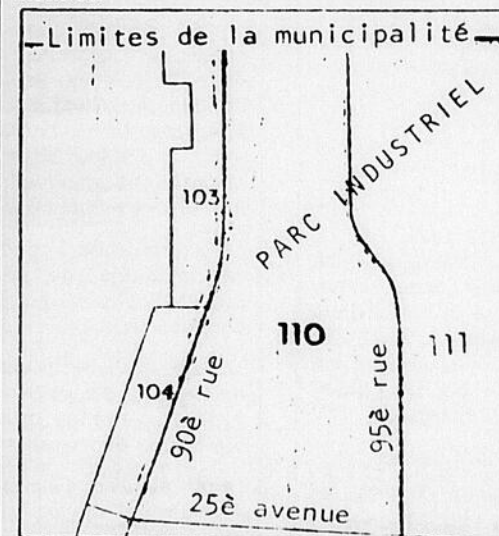 Limites de la municipalité
PARC INDUSTRIEL
103
110
111
104
90è rue
95è rue
25è avenue